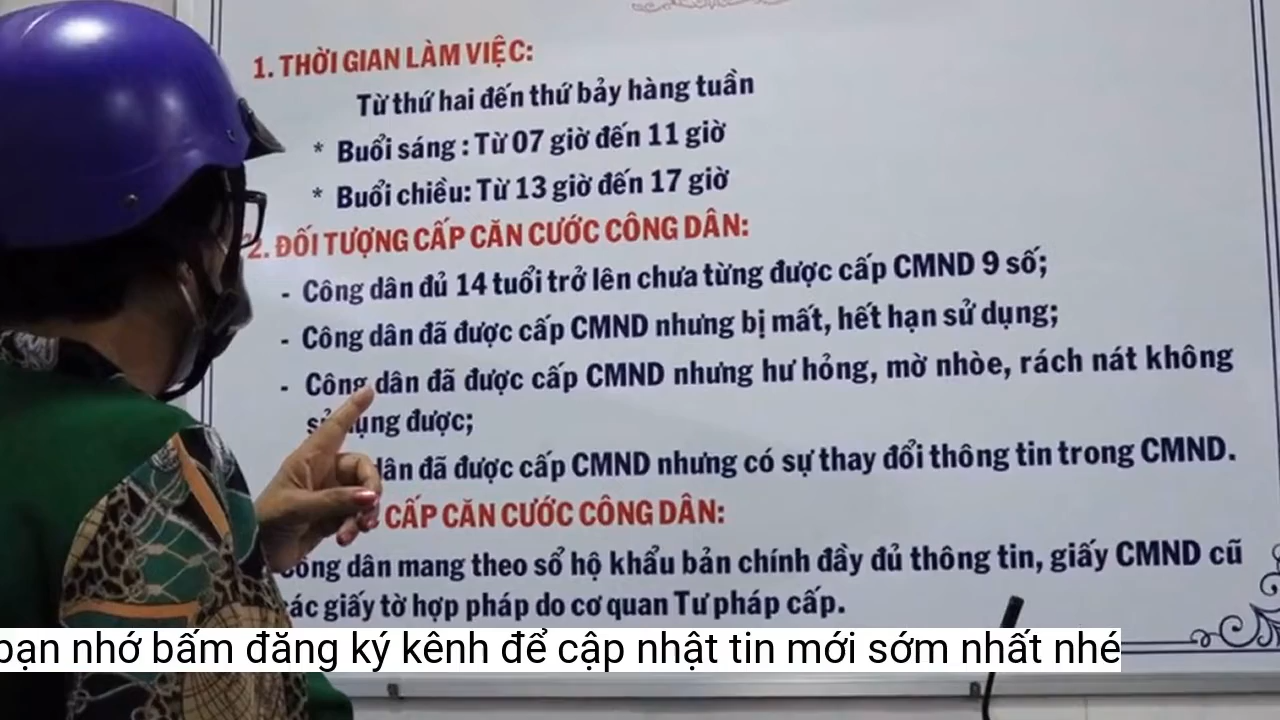 1. THỜI GIAN LÀM VIỆC:
Từ thứ hai đến thứ bảy hàng tuần
* Buổi sáng : Từ 07 giờ đến 11 giờ
* Buổi chiều: Từ 13 giờ đến 17 giờ
2. ĐỐI TƯỢNG CẤP CĂN CƯỚC CÔNG DÂN:
- Công dân đủ 14 tuổi trở lên chưa từng được cấp CMND 9 số;
- Công dân đã được cấp CMND nhưng bị mất, hết hạn sử dụng;
- Công dân đã được cấp CMND nhưng hư hỏng, mờ nhòe, rách nát không
được;
dân đã được cấp CMND nhưng có sự thay đổi thông tin trong CMND.
CẤP CĂN CƯỚC CÔNG DÂN:
Công dân mang theo sổ hộ khẩu bản chính đầy đủ thông tin, giấy CMND cũ
các giấy tờ hợp pháp do cơ quan Tư pháp cấp.
bạn nhớ bấm đăng ký kênh để cập nhật tin mới sớm nhất nhé